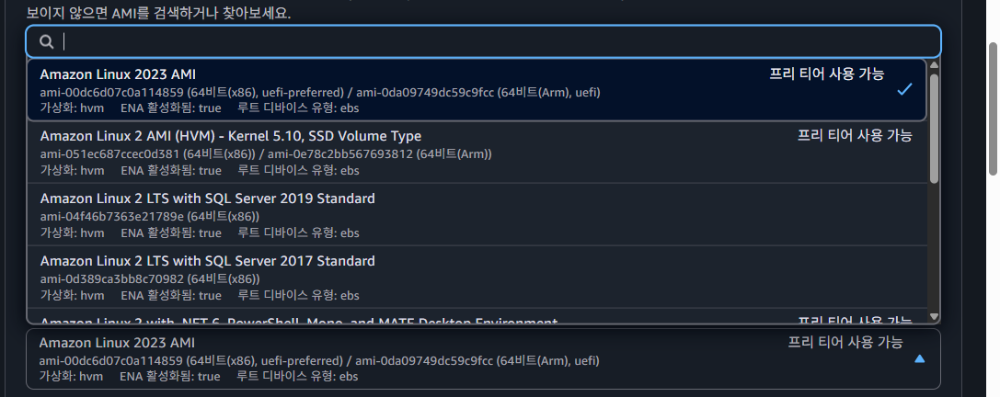 보이지 않으면 AMI를 검색하거나 찾아보세요.
Amazon Linux 2023 AMI 프리 티어 사용 가능
ami-00dc6d07c0a114859 (64비트(x86), uefi-preferred) / ami-0da09749dc59c9fcc (64비트(Arm), uefi)
가상화: hvm ENA 활성화됨: true 루트 디바이스 유형: ebs
Amazon Linux 2 AMI (HVM) - Kernel 5.10, SSD Volume Type 프리 티어 사용 가능
ami-051ec687ccec0d381 (64비트(x86)) / ami-0e78c2bb567693812 (64비트(Arm))
가상화: hvm ENA 활성화됨: true 루트 디바이스 유형: ebs
Amazon Linux 2 LTS with SQL Server 2019 Standard
ami-04f46b7363e21789e (64비트(x86))
가상화: hvm ENA 활성화됨: true 루트 디바이스 유형: ebs
Amazon Linux 2 LTS with SQL Server 2017 Standard
ami-0d389ca3bb8c70982 (64비트(x86))
가상화: hvm ENA 활성화됨: true 루트 디바이스 유형: ebs
Amazon Linux 2 with .NET 6, PowerShell, Mono, and MATE Desktop Environment 프리 티어 사용 가능
Amazon Linux 2023 AMI 프리 티어 사용 가능
ami-00dc6d07c0a114859 (64비트(x86), uefi-preferred) / ami-0da09749dc59c9fcc (64비트(Arm), uefi)
가상화: hvm ENA 활성화됨: true 루트 디바이스 유형: ebs